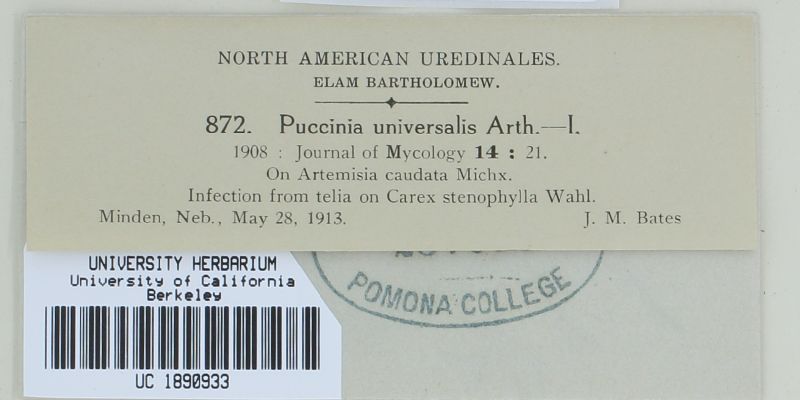 NORTH AMERICAN UREDINALES.
ELAM BARTHOLOMEW.
872. Puccinia universalis Arth.—I.
1908 : Journal of Mycology 14 : 21.
On Artemisia caudata Michx.
Infection from telia on Carex stenophylla Wahl.
Minden, Neb., May 28, 1913. J. M. Bates
UNIVERSITY HERBARIUM
University of California
Berkeley
UC 1890933
POMONA COLLEGE